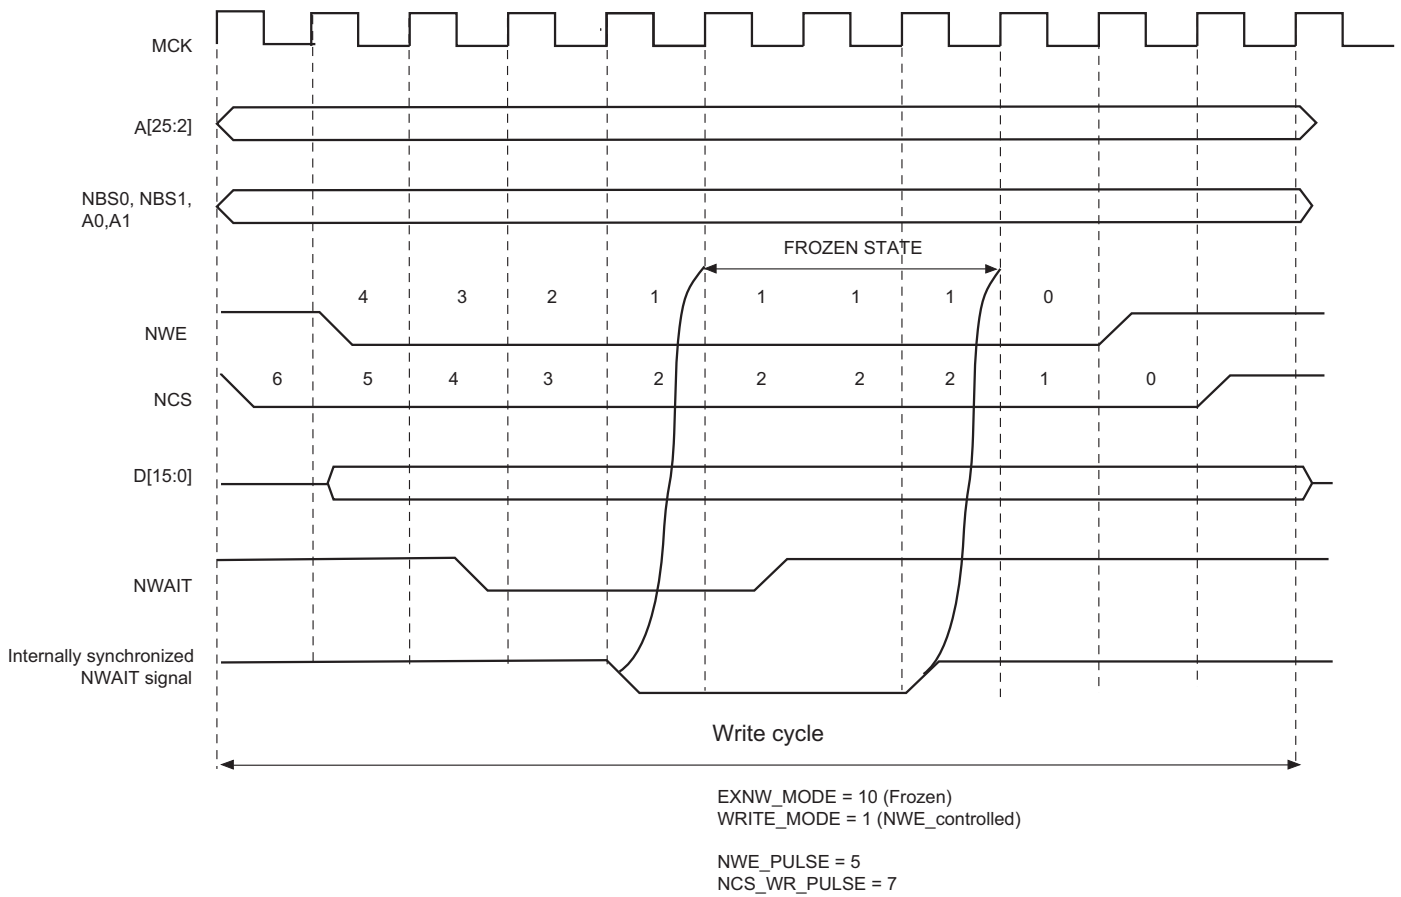 MCK
A[25:2]
NBS0, NBS1,
A0,A1
FROZEN STATE
4 3 2 1 1 1 1 0
NWE
6 5 4 3 2 2 2 2 1 0
NCS
D[15:0]
NWAIT
Internally synchronized
NWAIT signal
Write cycle
EXNW_MODE = 10 (Frozen)
WRITE_MODE = 1 (NWE_controlled)
NWE_PULSE = 5
NCS_WR_PULSE = 7